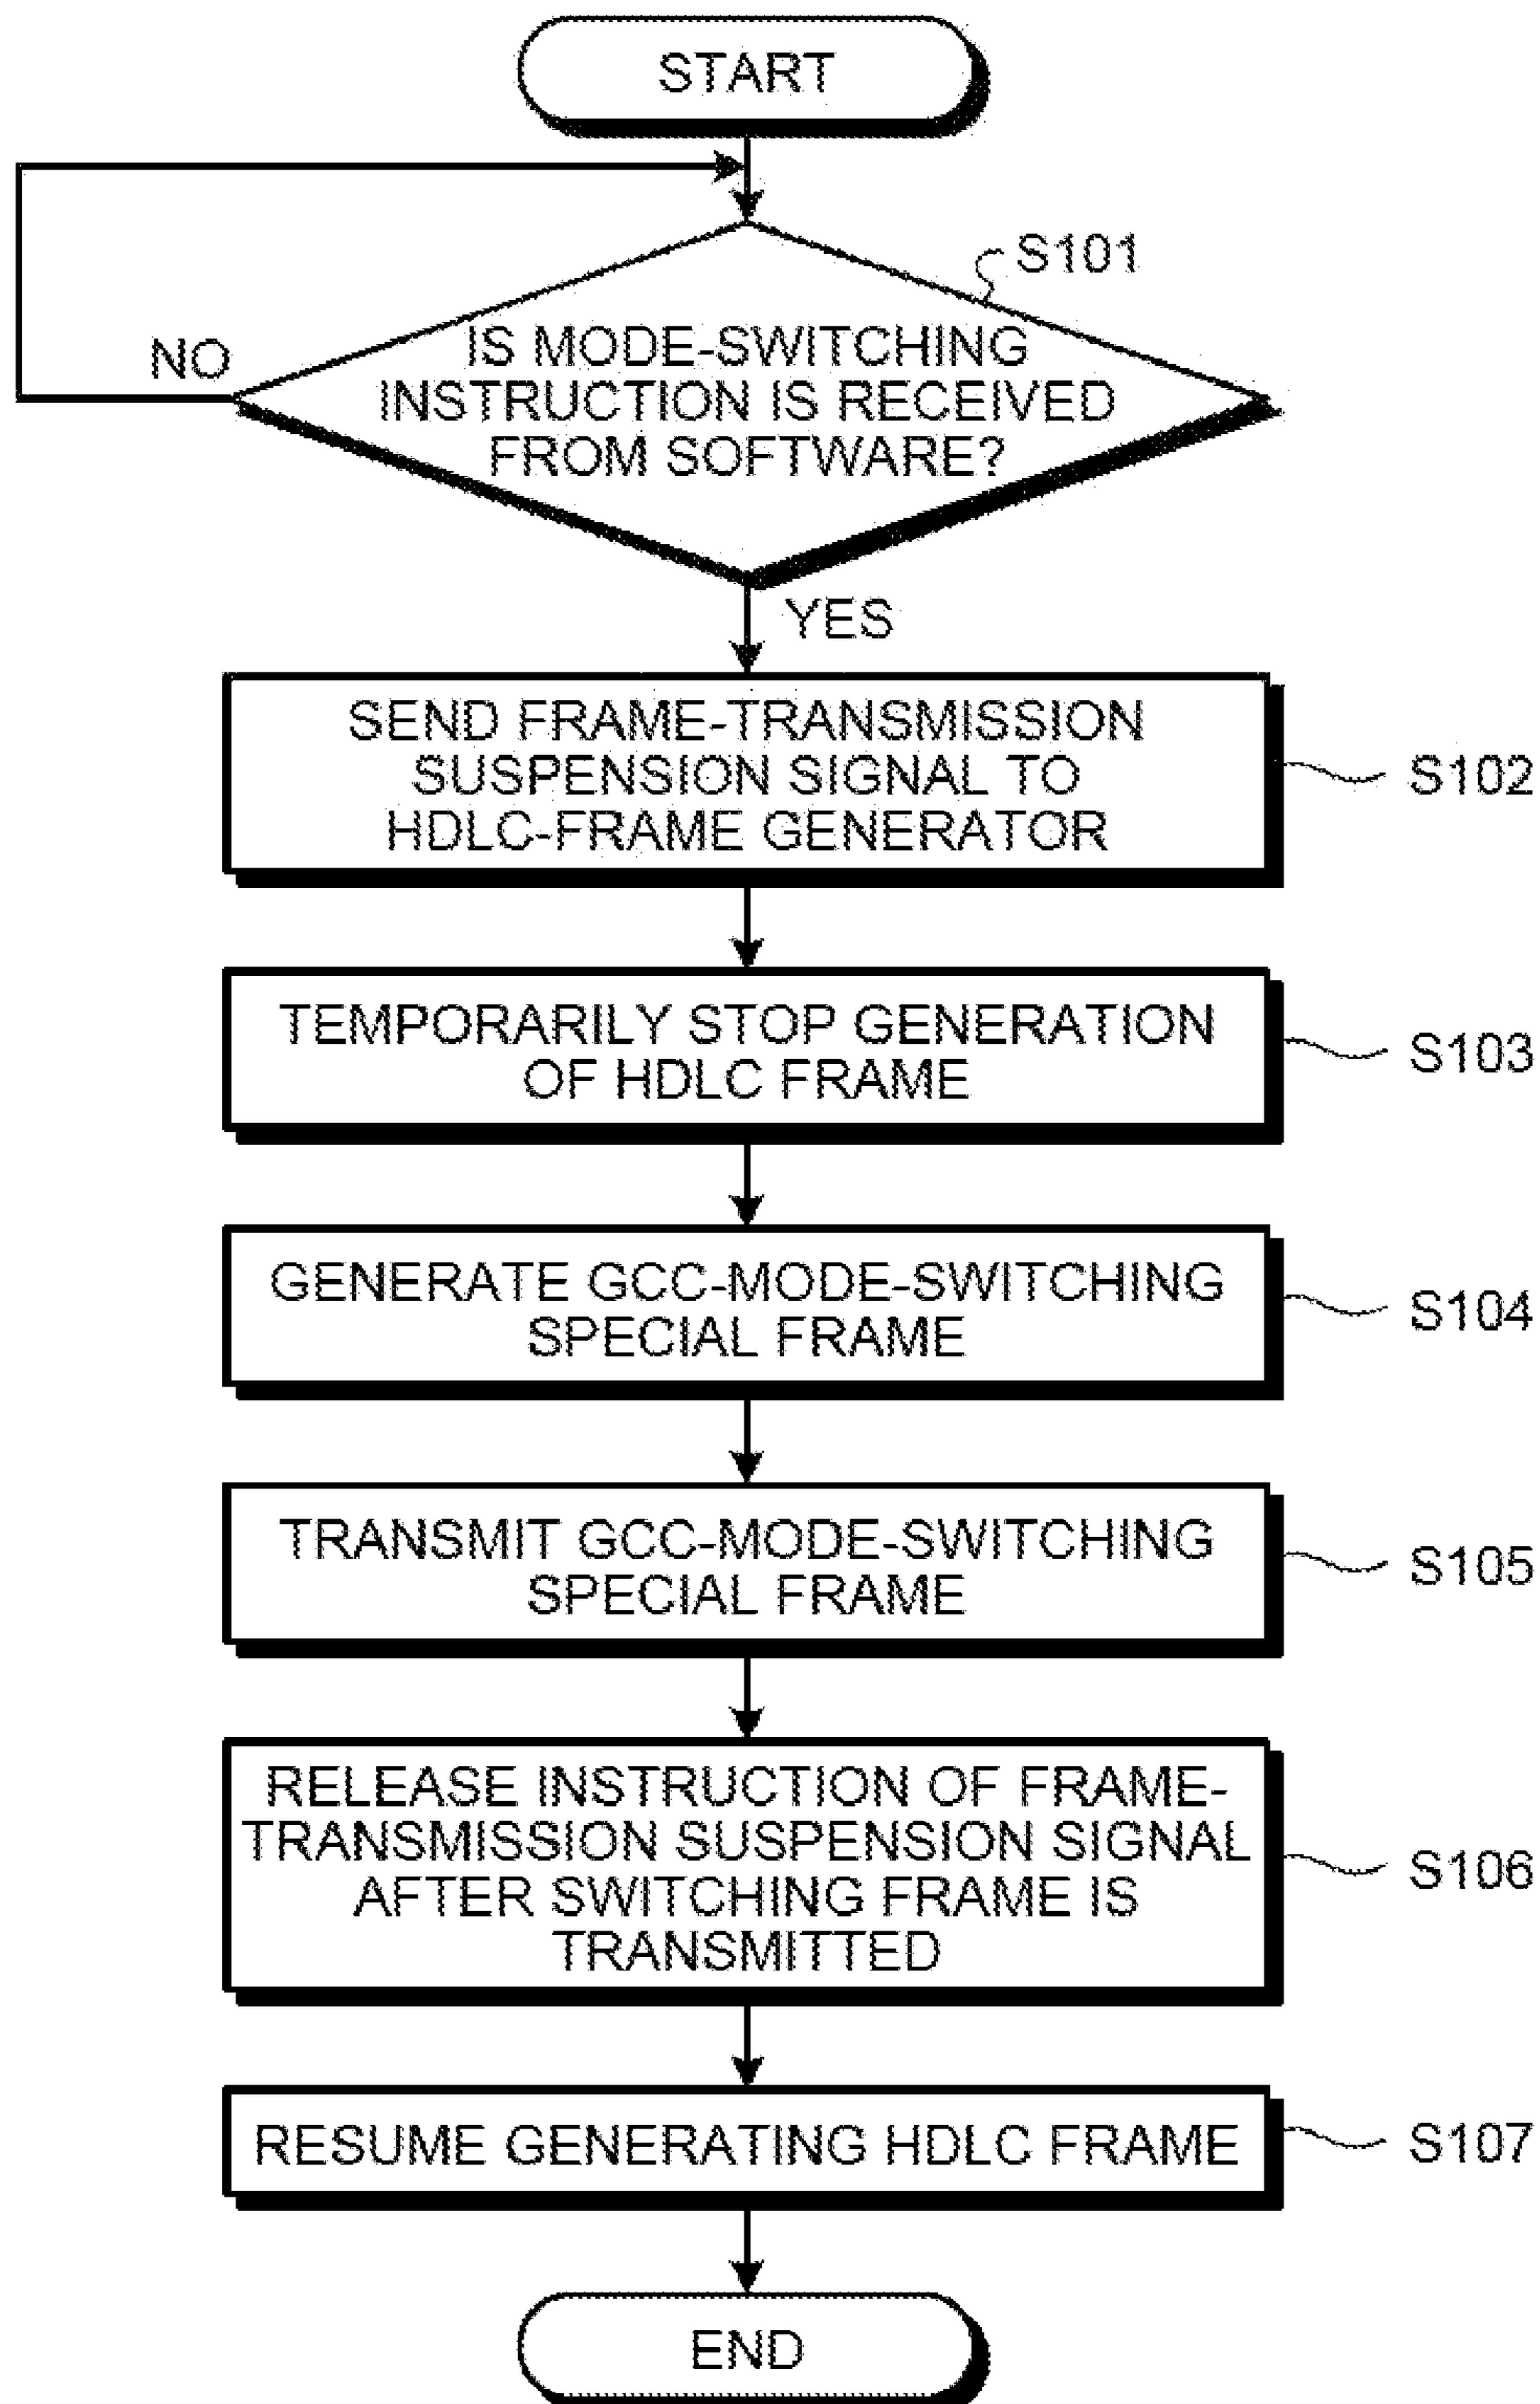 START
S101
NO
IS MODE-SWITCHING
INSTRUCTION IS RECEIVED
FROM SOFTWARE?
YES
SEND FRAME-TRANSMISSION
SUSPENSION SIGNAL TO
HDLC-FRAME GENERATOR
S102
TEMPORARILY STOP GENERATION
OF HDLC FRAME
S103
GENERATE GCC-MODE-SWITCHING
SPECIAL FRAME
S104
TRANSMIT GCC-MODE-SWITCHING
SPECIAL FRAME
S105
RELEASE INSTRUCTION OF FRAME-
TRANSMISSION SUSPENSION SIGNAL
AFTER SWITCHING FRAME IS
TRANSMITTED
S106
RESUME GENERATING HDLC FRAME
S107
END